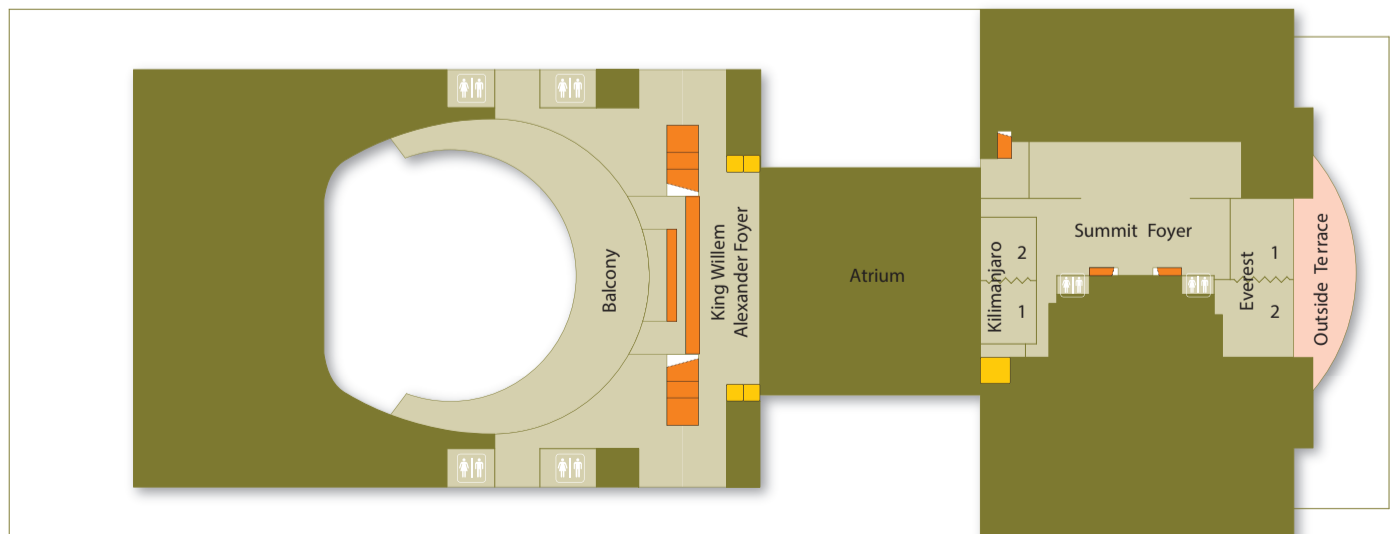 Balcony
King Willem
Alexander Foyer
Atrium
Kilimanjaro
2
1
Summit Foyer
Everest
1
2
Outside Terrace